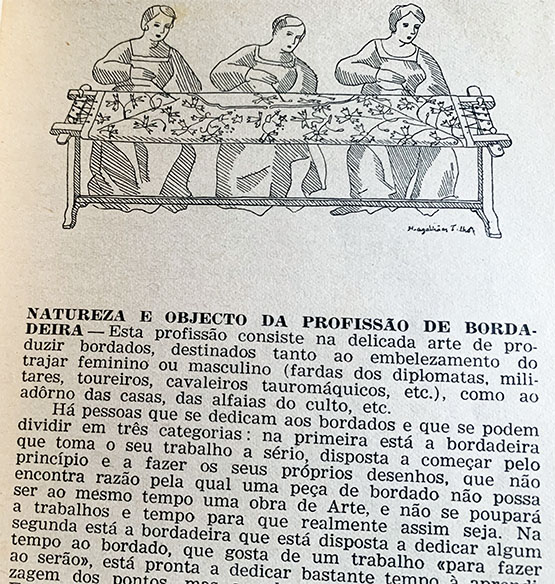 Magalhães F.lho
NATUREZA E OBJECTO DA PROFISSÃO DE BORDA-
DEIRA — Esta profissão consiste na delicada arte de pro-
duzir bordados, destinados tanto ao embelezamento do
trajar feminino ou masculino (fardas dos diplomatas, mili-
tares, toureiros, cavaleiros tauromáquicos, etc.), como ao
adôrno das casas, das alfaias do culto, etc.
Há pessoas que se dedicam aos bordados e que se podem
dividir em três categorias: na primeira está a bordadeira
que toma o seu trabalho a sério, disposta a começar pelo
princípio e a fazer os seus próprios desenhos, que não
encontra razão pela qual uma peça de bordado não possa
ser ao mesmo tempo uma obra de Arte, e não se poupará
a trabalhos e tempo para que realmente assim seja. Na
segunda está a bordadeira que está disposta a dedicar algum
tempo ao bordado, que gosta de um trabalho «para fazer
ao serão», está pronta a dedicar bastante tempo à aprendi-
zagem dos pontos, mas